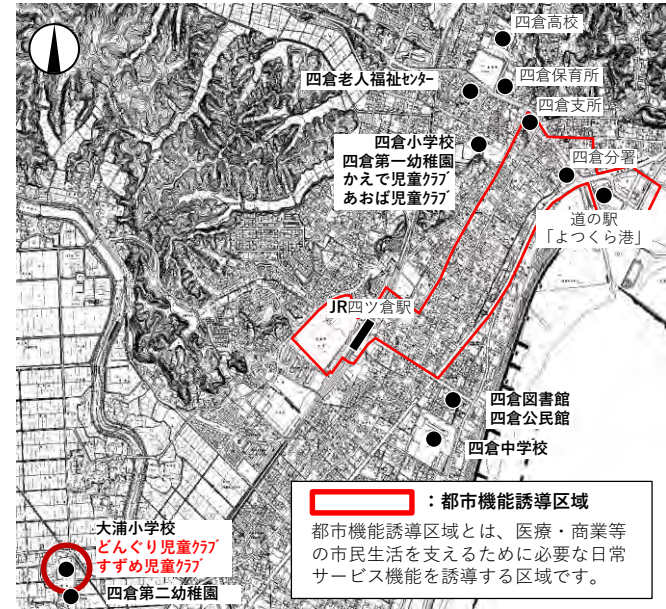 四倉高校
四倉老人福祉ｾﾝﾀｰ
四倉保育所
四倉支所
四倉小学校
四倉第一幼稚園
かえで児童ｸﾗﾌﾞ
あおば児童ｸﾗﾌﾞ
四倉分署
道の駅
「よつくら港」
JR四ツ倉駅
四倉図書館
四倉公民館
四倉中学校
：都市機能誘導区域
都市機能誘導区域とは、医療・商業等
の市民生活を支えるために必要な日常
サービス機能を誘導する区域です。
大浦小学校
どんぐり児童ｸﾗﾌﾞ
すずめ児童ｸﾗﾌﾞ
四倉第二幼稚園